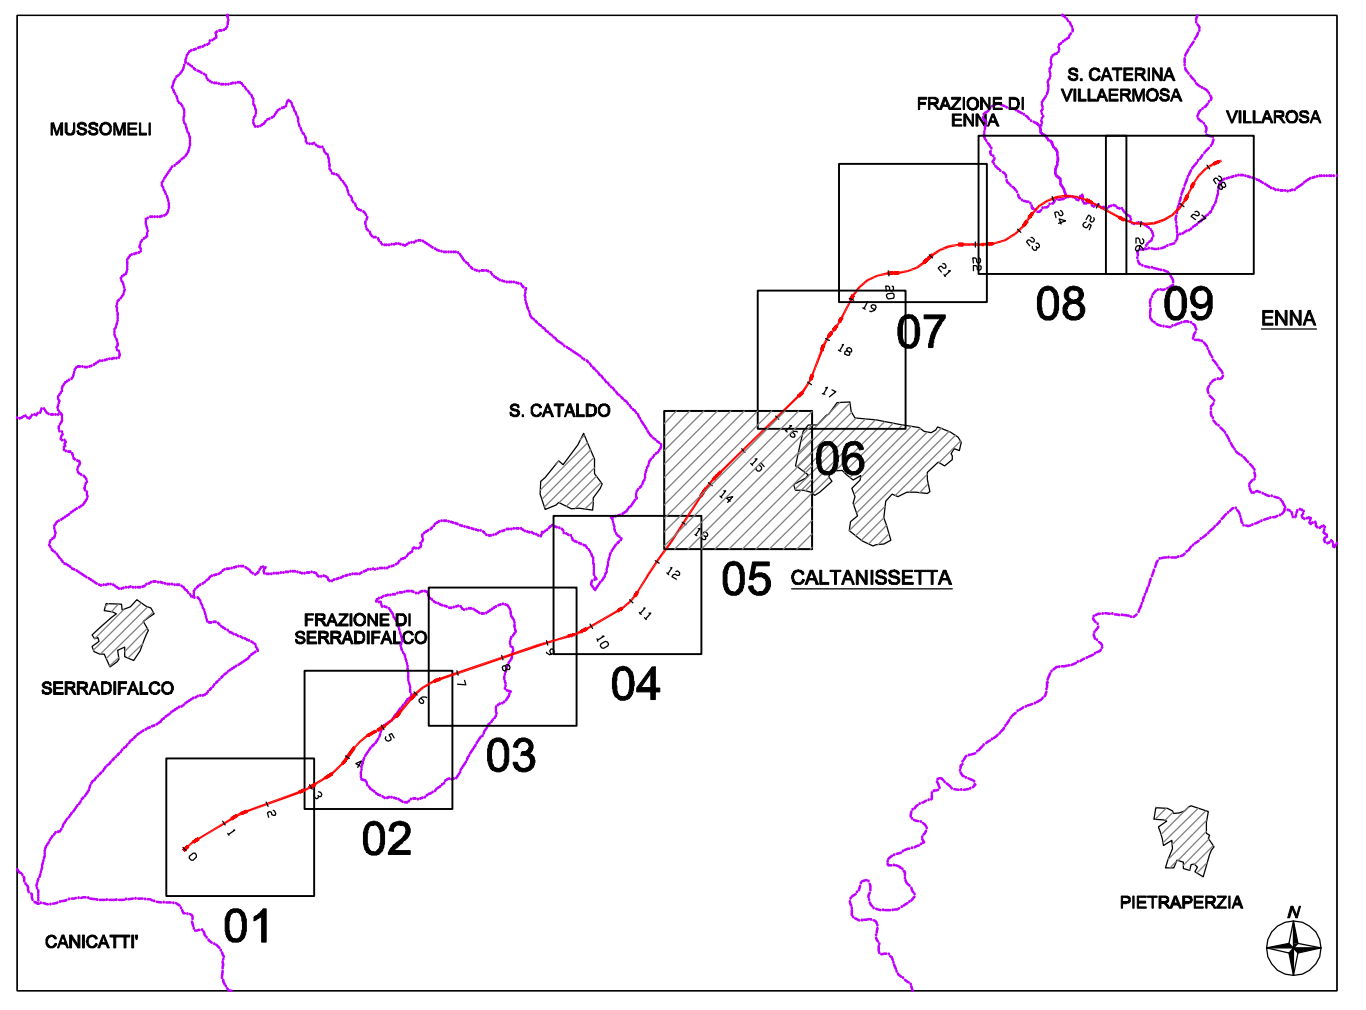 S. CATERINA
VILLAERMOSA
FRAZIONE DI
ENNA
VILLAROSA
MUSSOMELI
28
27
26
25
24
23
22
21
20
19
18
17
16
15
14
13
12
11
10
9
8
7
6
5
4
3
2
1
0
09
08
07
06
05
04
03
02
01
ENNA
S. CATALDO
CALTANISSETTA
FRAZIONE DI
SERRADIFALCO
SERRADIFALCO
PIETRAPERZIA
CANICATTI'
N